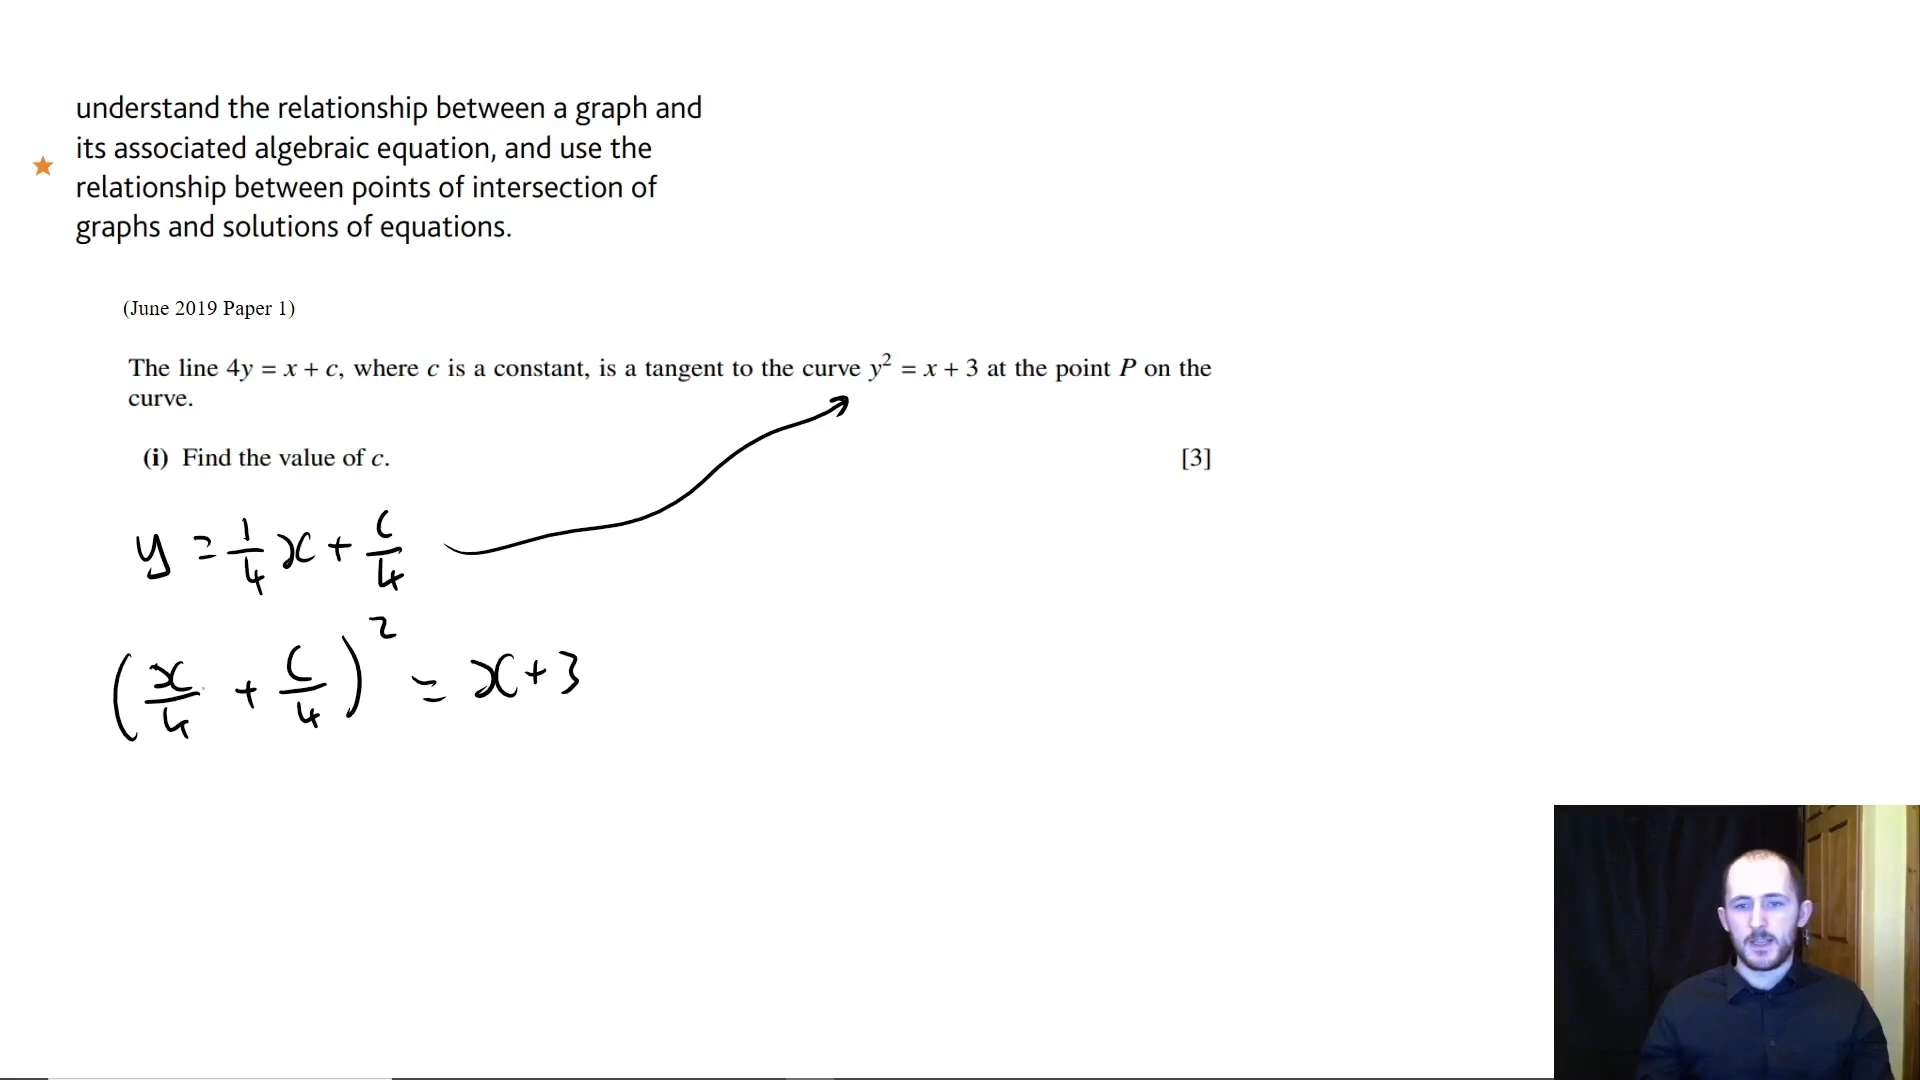 understand the relationship between a graph and
its associated algebraic equation, and use the
relationship between points of intersection of
graphs and solutions of equations.
(June 2019 Paper 1)
The line 4y = x + c, where c is a constant, is a tangent to the curve y² = x + 3 at the point P on the
curve.
(i) Find the value of c. [3]
y = 1/4 x + c/4
(x/4 + c/4)² = x + 3